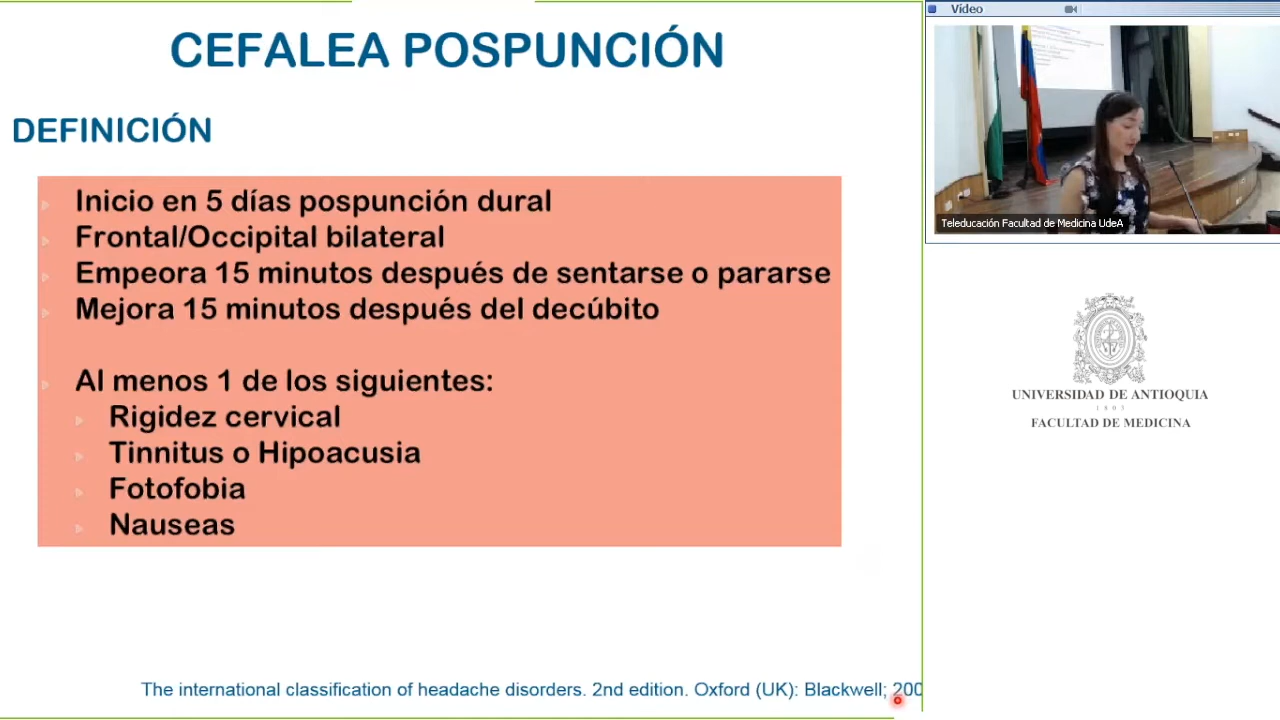 CEFALEA POSPUNCIÓN
DEFINICIÓN
Inicio en 5 días pospunción dural
Frontal/Occipital bilateral
Empeora 15 minutos después de sentarse o pararse
Mejora 15 minutos después del decúbito
Al menos 1 de los siguientes:
Rigidez cervical
Tinnitus o Hipoacusia
Fotofobia
Nauseas
The international classification of headache disorders. 2nd edition. Oxford (UK): Blackwell; 200
Vídeo
Teleducación Facultad de Medicina UdeA
UNIVERSIDAD DE ANTIOQUIA
1803
FACULTAD DE MEDICINA